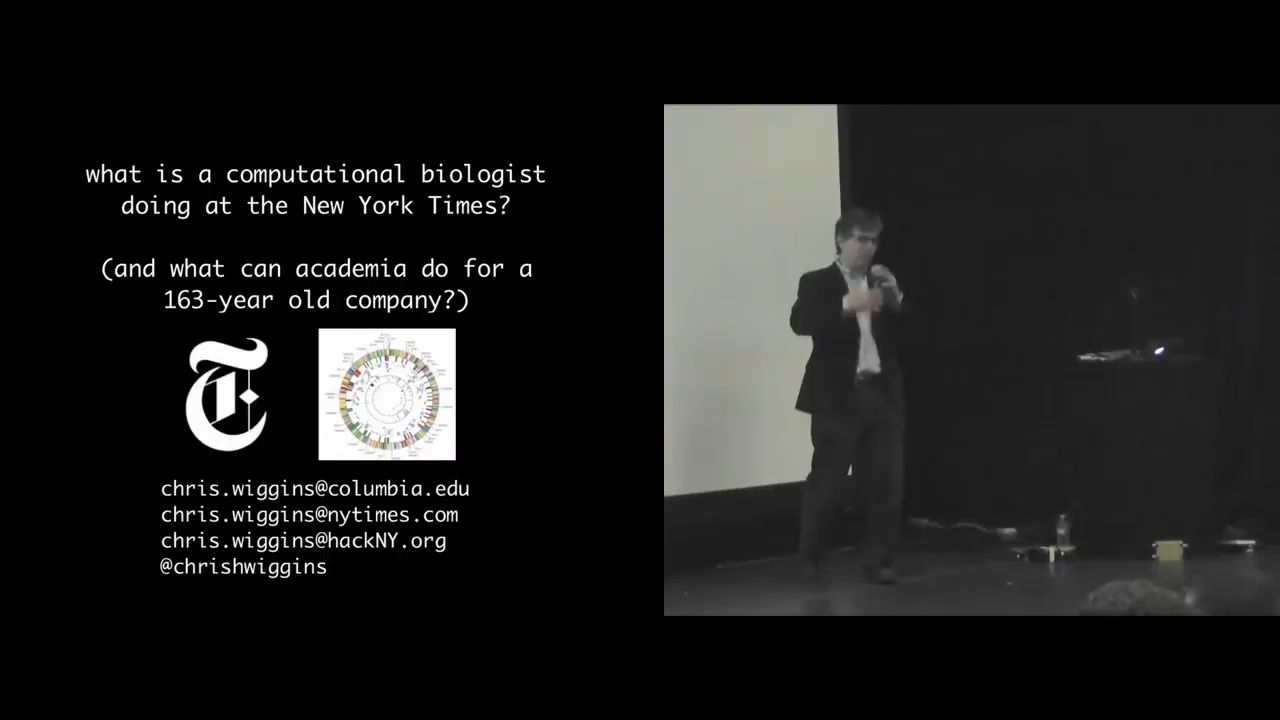 what is a computational biologist
doing at the New York Times?
(and what can academia do for a
163-year old company?)
chris.wiggins@columbia.edu
chris.wiggins@nytimes.com
chris.wiggins@hackNY.org
@chrishwiggins